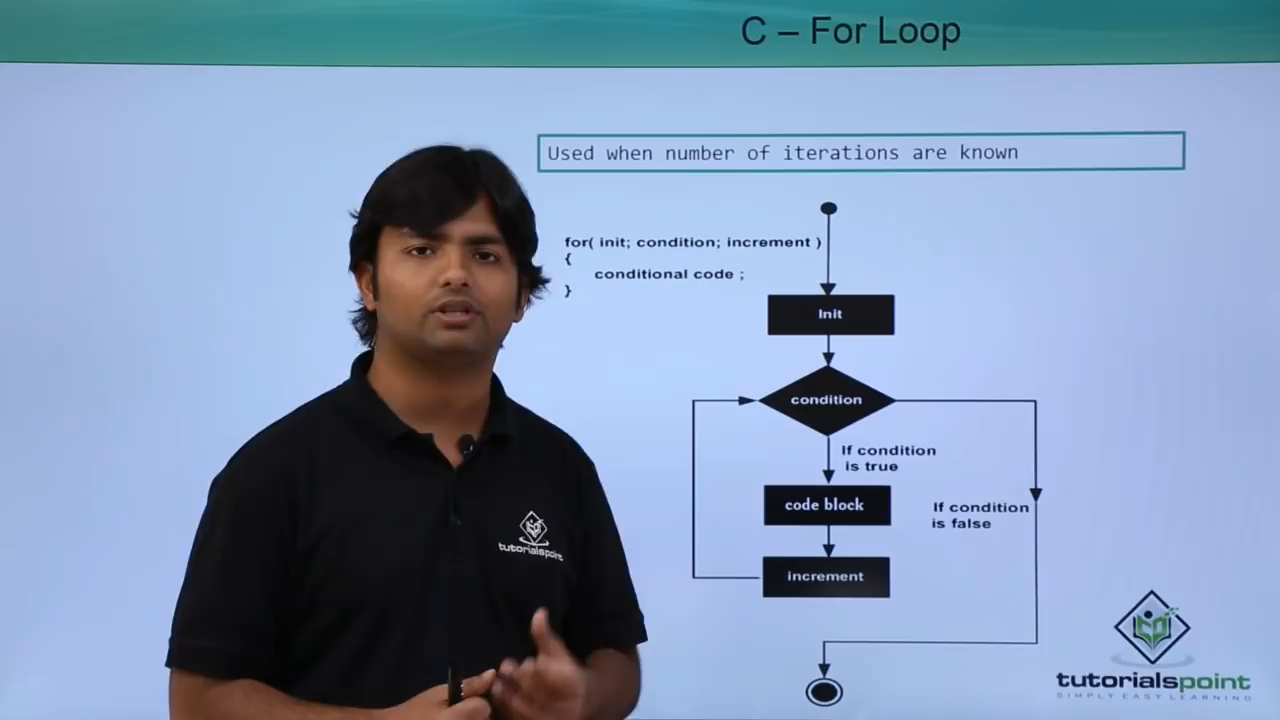 C – For Loop
Used when number of iterations are known
for( init; condition; increment )
{
conditional code ;
}
Init
condition
If condition
is true
code block
If condition
is false
increment
tutorialspoint
tutorialspoint
SIMPLY EASY LEARNING